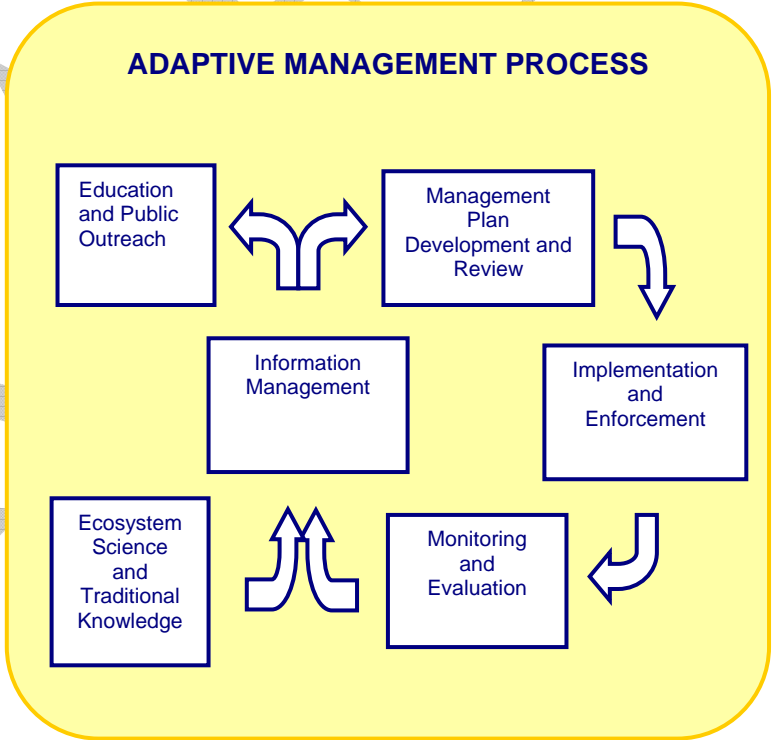 ADAPTIVE MANAGEMENT PROCESS
Education
and Public
Outreach
Management
Plan
Development and
Review
Information
Management
Implementation
and
Enforcement
Ecosystem
Science
and
Traditional
Knowledge
Monitoring
and
Evaluation